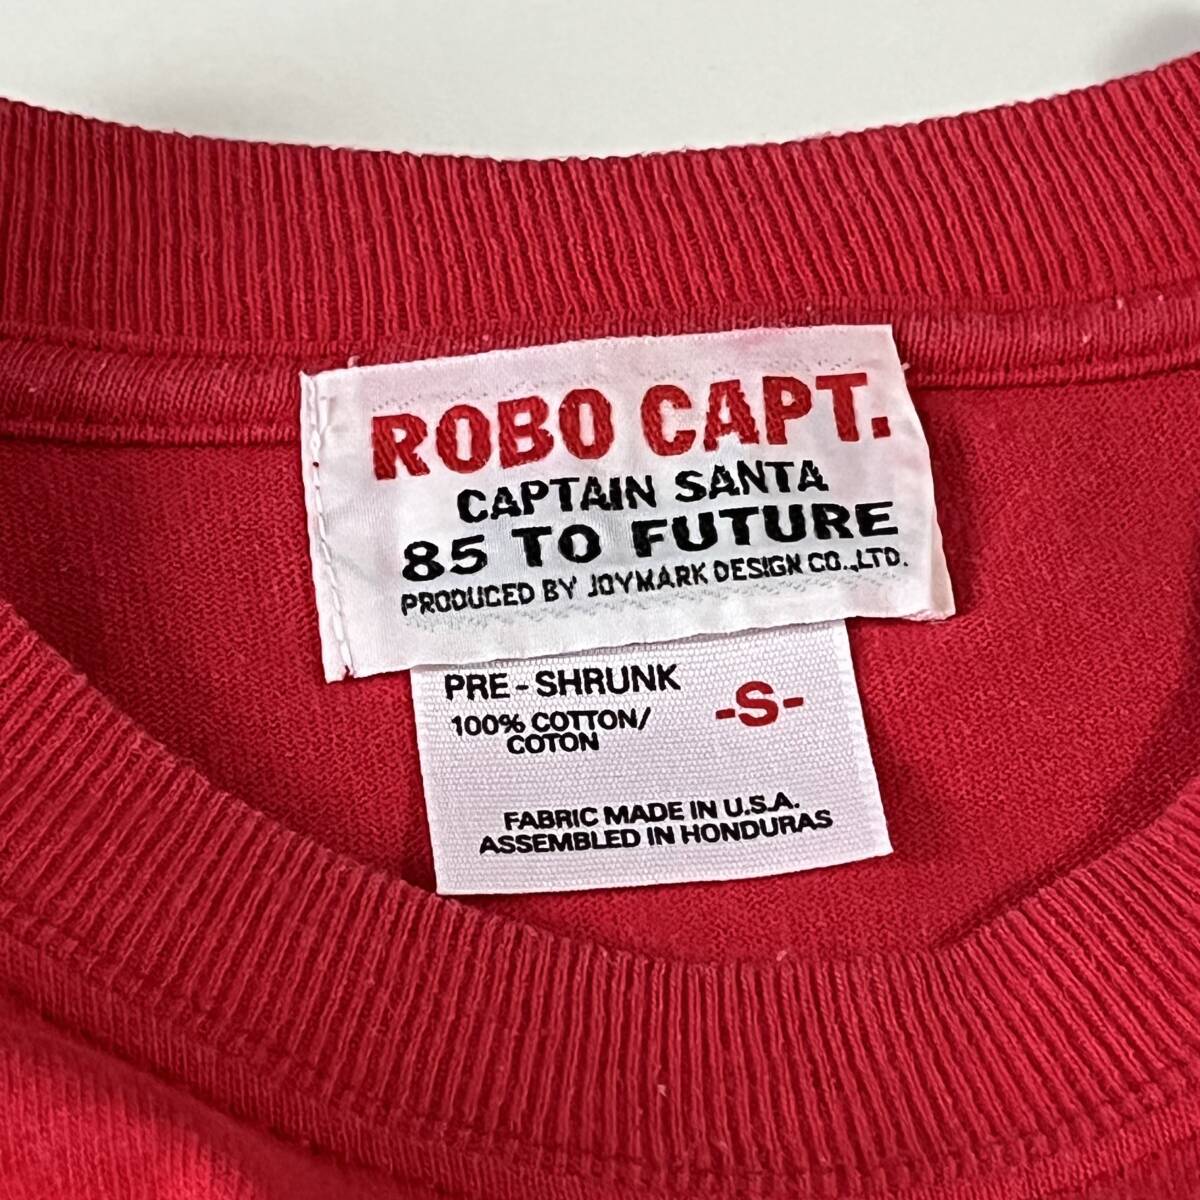 ROBO CAPT.
CAPTAIN SANTA
85 TO FUTURE
PRODUCED BY JOYMARK DESIGN CO.,LTD.
PRE-SHRUNK
100% COTTON/
COTON
-S-
FABRIC MADE IN U.S.A.
ASSEMBLED IN HONDURAS